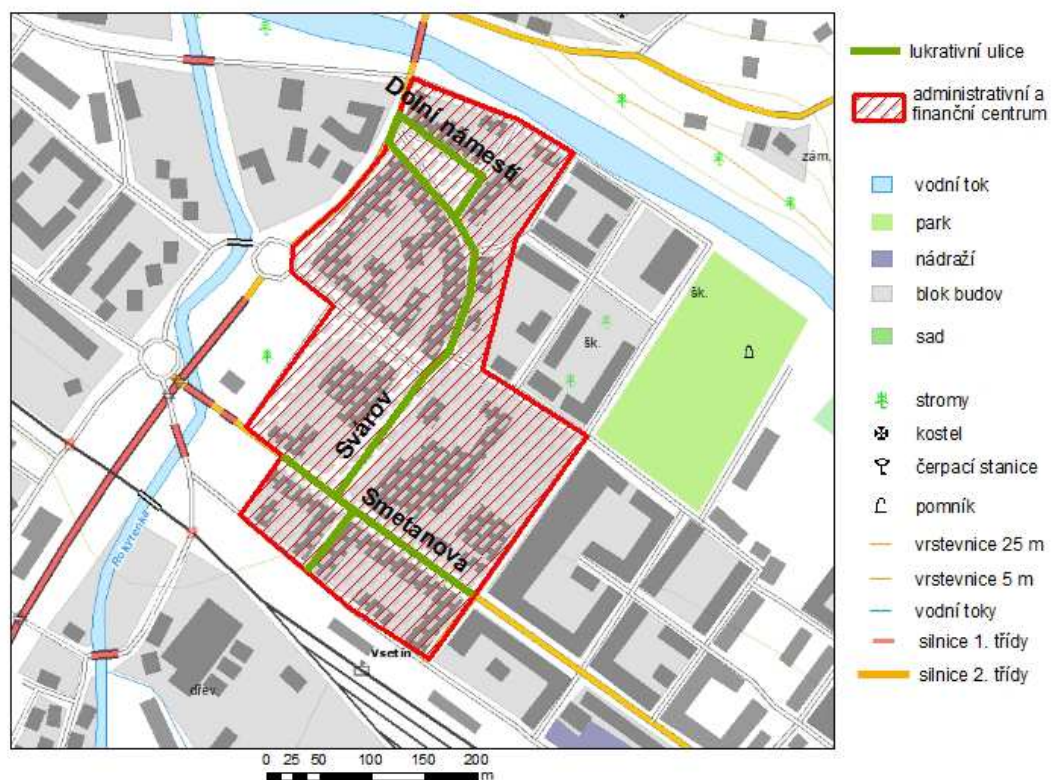 Dolní náměstí
zám.
šk.
šk.
Svarov
Smetanova
Rokytenka
Vsetín
dřev.
0 25 50 100 150 200
m
lukrativní ulice
administrativní a
finanční centrum
vodní tok
park
nádraží
blok budov
sad
stromy
kostel
čerpací stanice
pomník
vrstevnice 25 m
vrstevnice 5 m
vodní toky
silnice 1. třídy
silnice 2. třídy